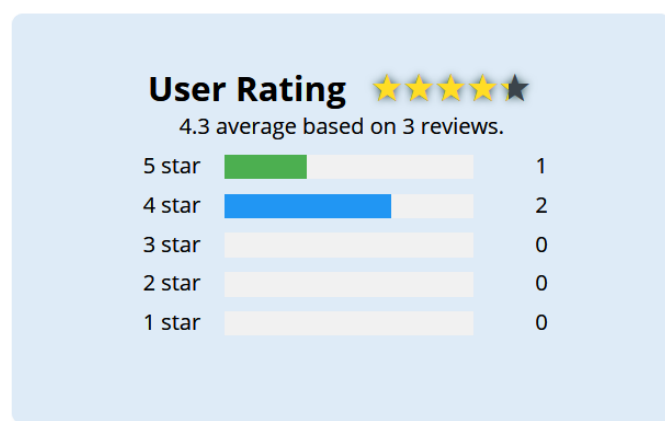 User Rating
4.3 average based on 3 reviews.
5 star 1
4 star 2
3 star 0
2 star 0
1 star 0